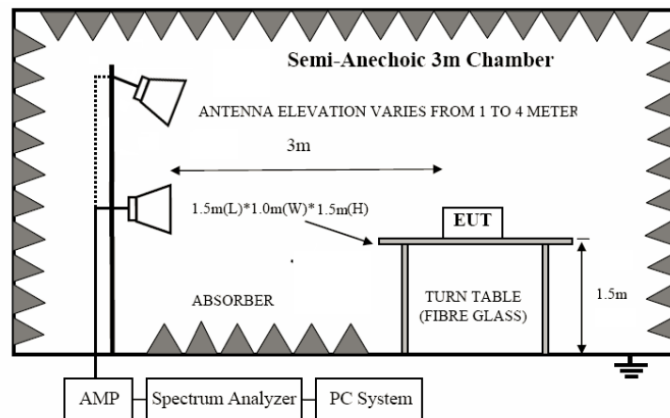 Semi-Anechoic 3m Chamber
ANTENNA ELEVATION VARIES FROM 1 TO 4 METER
3m
1.5m(L)*1.0m(W)*1.5m(H)
EUT
ABSORBER
TURN TABLE
(FIBRE GLASS)
1.5m
AMP
Spectrum Analyzer
PC System